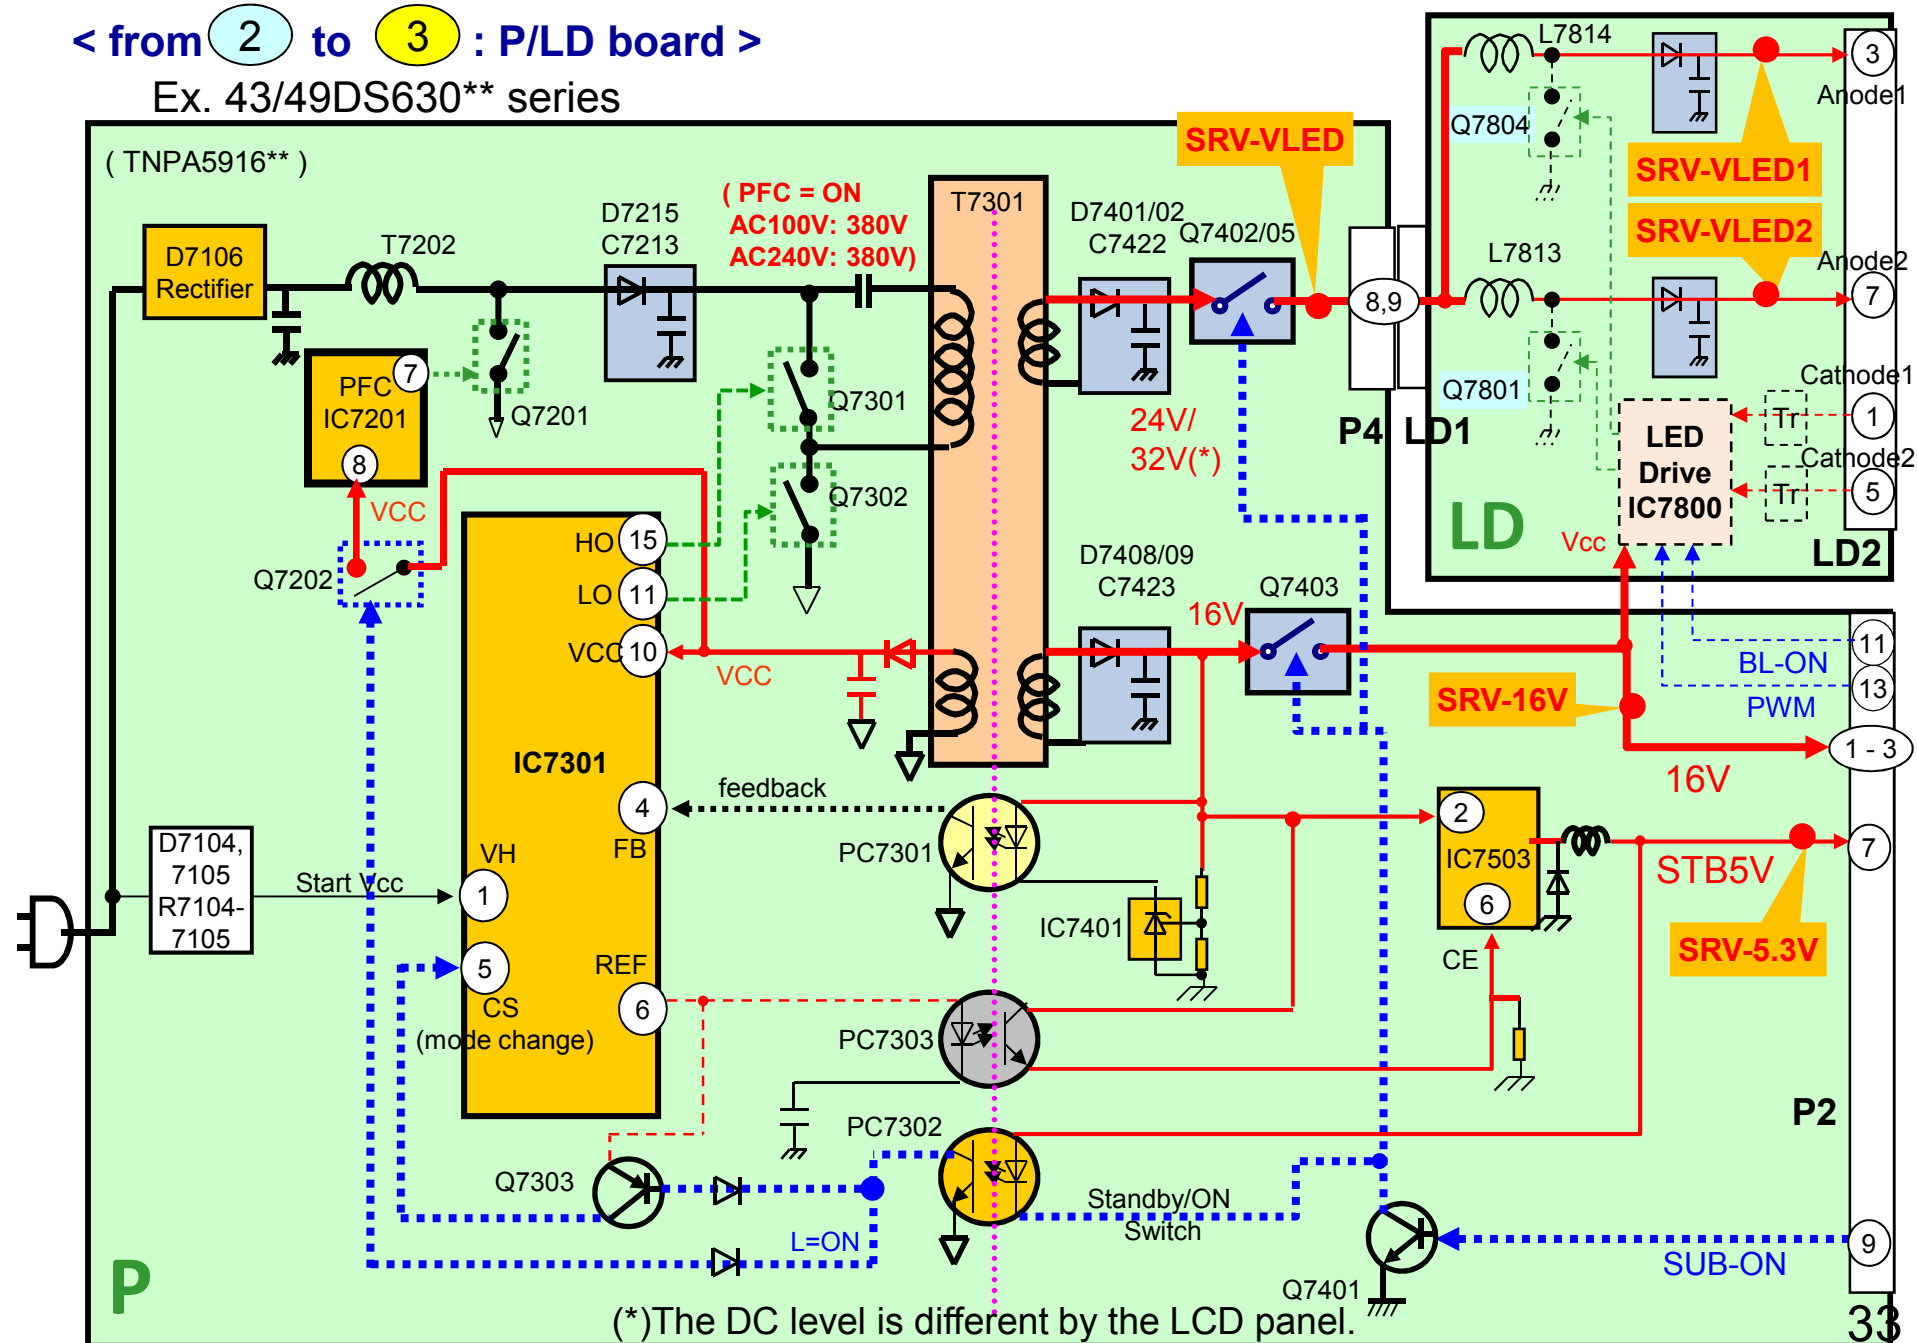 < from 2 to 3 : P/LD board >
Ex. 43/49DS630** series
( TNPA5916** )
D7106
Rectifier
T7202
D7215
C7213
( PFC = ON
AC100V: 380V
AC240V: 380V)
T7301
D7401/02
C7422
Q7402/05
SRV-VLED
L7814
3
Anode1
Q7804
SRV-VLED1
SRV-VLED2
L7813
Anode2
7
8,9
PFC
IC7201
7
8
Q7201
Q7301
Q7302
24V/
32V(*)
P4
LD1
Q7801
Cathode1
Tr
1
Cathode2
Tr
5
LED
Drive
IC7800
LD
Vcc
LD2
VCC
Q7202
HO
15
LO
11
VCC
10
VCC
D7408/09
C7423
16V
Q7403
11
BL-ON
13
PWM
SRV-16V
1 - 3
16V
IC7301
feedback
4
FB
PC7301
2
IC7503
6
CE
STB5V
7
SRV-5.3V
IC7401
D7104,
7105
R7104-
7105
Start Vcc
VH
1
5
CS
(mode change)
REF
6
PC7303
PC7302
Q7303
L=ON
Standby/ON
Switch
P2
9
SUB-ON
Q7401
P
(*)The DC level is different by the LCD panel.
33